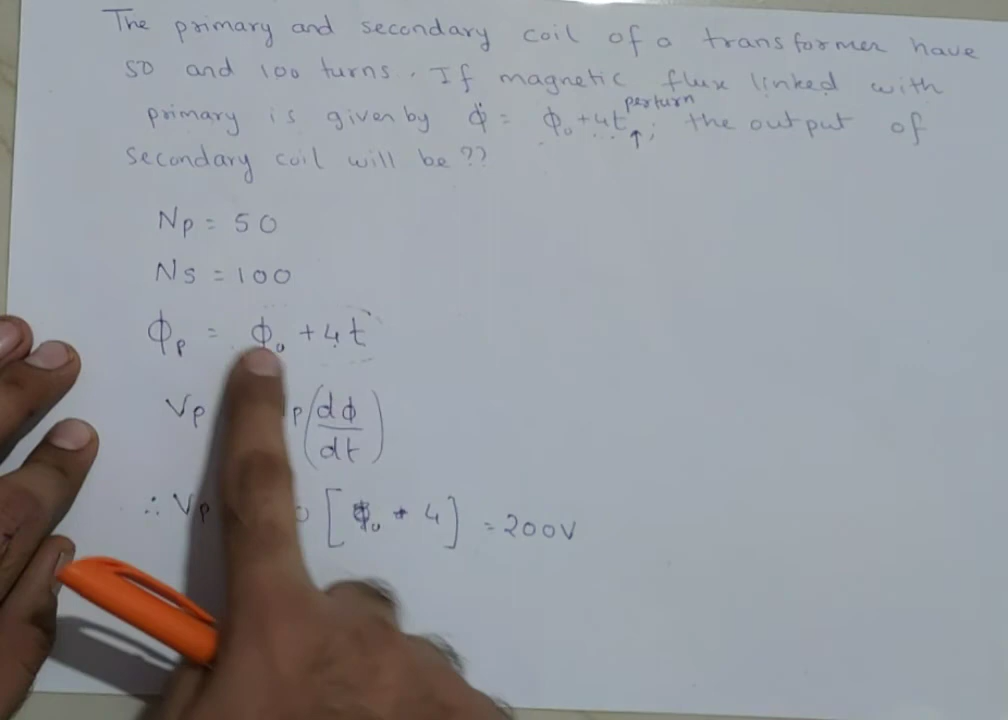 The primary and secondary coil of a transformer have
50 and 100 turns. If magnetic flux linked with
primary is given by ϕ = ϕ₀+4t per turn; the output of
secondary coil will be ??
Np = 50
Ns = 100
ϕp = ϕ₀ + 4t
Vp p(dϕ/dt)
∴ Vp [ 4] = 200V